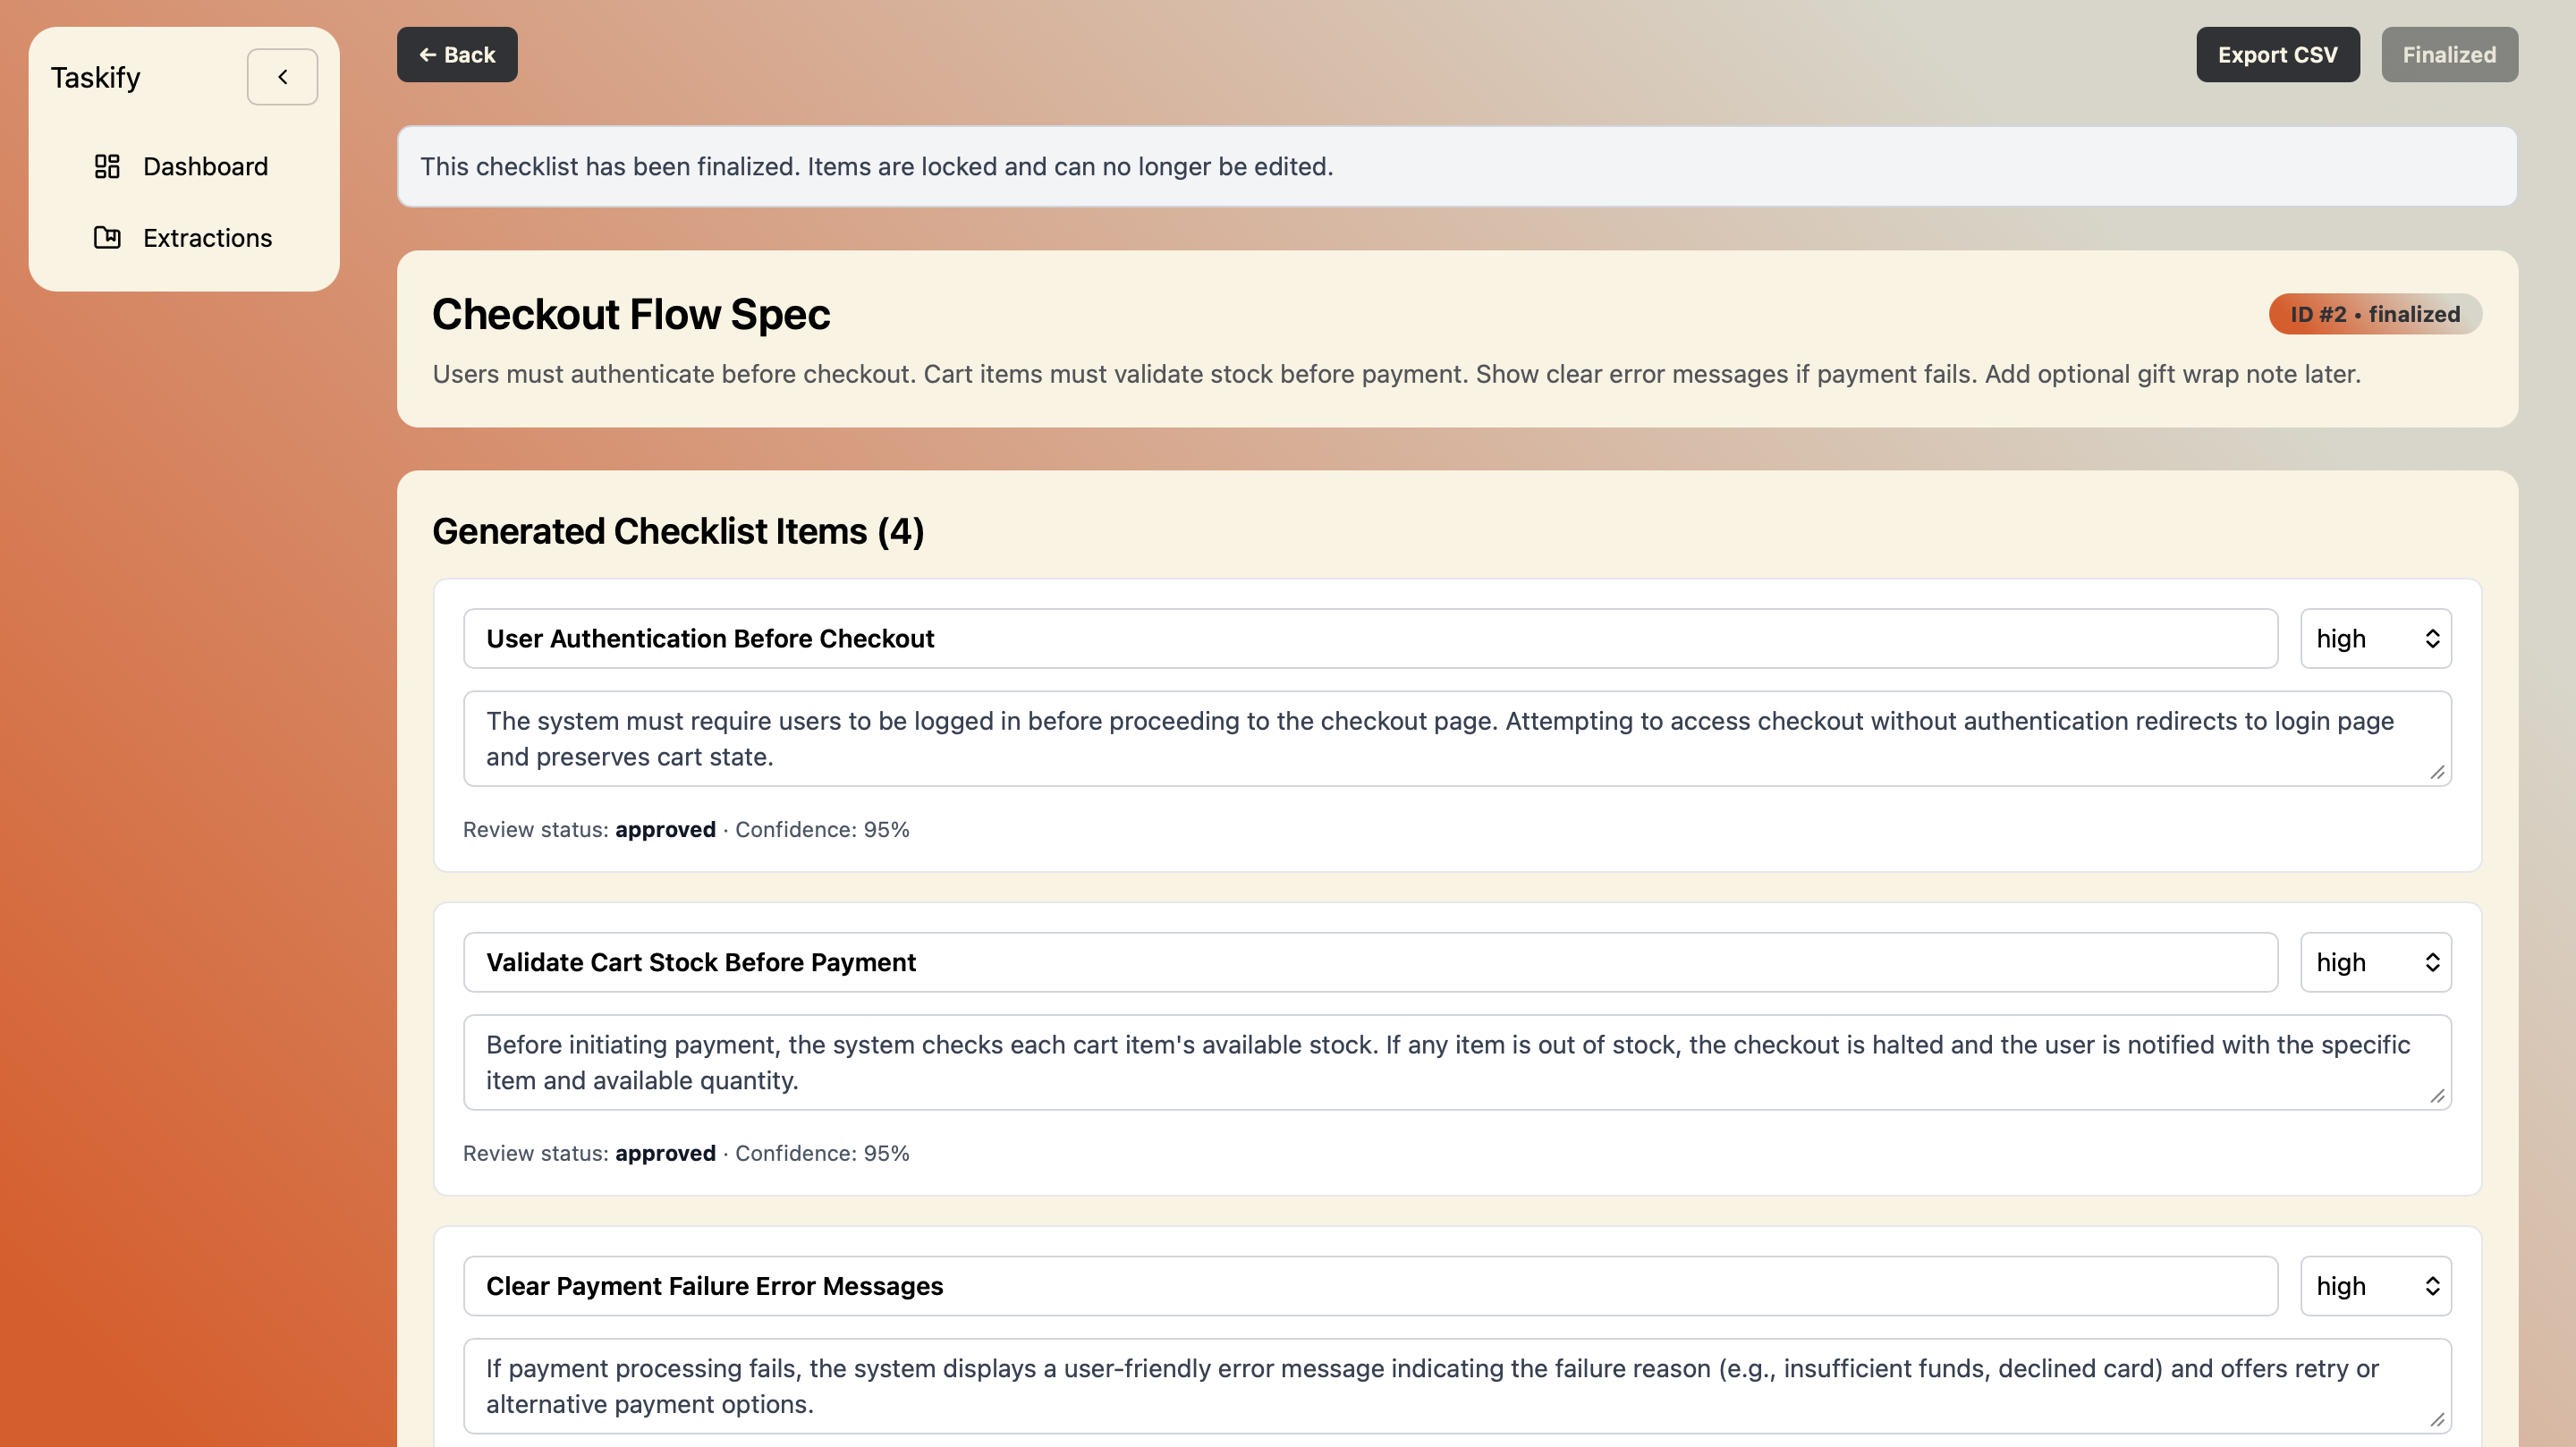 Taskify
Dashboard
Extractions
← Back
Export CSV
Finalized
This checklist has been finalized. Items are locked and can no longer be edited.
Checkout Flow Spec
ID #2 • finalized
Users must authenticate before checkout. Cart items must validate stock before payment. Show clear error messages if payment fails. Add optional gift wrap note later.
Generated Checklist Items (4)
User Authentication Before Checkout
high
The system must require users to be logged in before proceeding to the checkout page. Attempting to access checkout without authentication redirects to login page
and preserves cart state.
Review status: approved · Confidence: 95%
Validate Cart Stock Before Payment
high
Before initiating payment, the system checks each cart item's available stock. If any item is out of stock, the checkout is halted and the user is notified with the specific
item and available quantity.
Review status: approved · Confidence: 95%
Clear Payment Failure Error Messages
high
If payment processing fails, the system displays a user-friendly error message indicating the failure reason (e.g., insufficient funds, declined card) and offers retry or
alternative payment options.